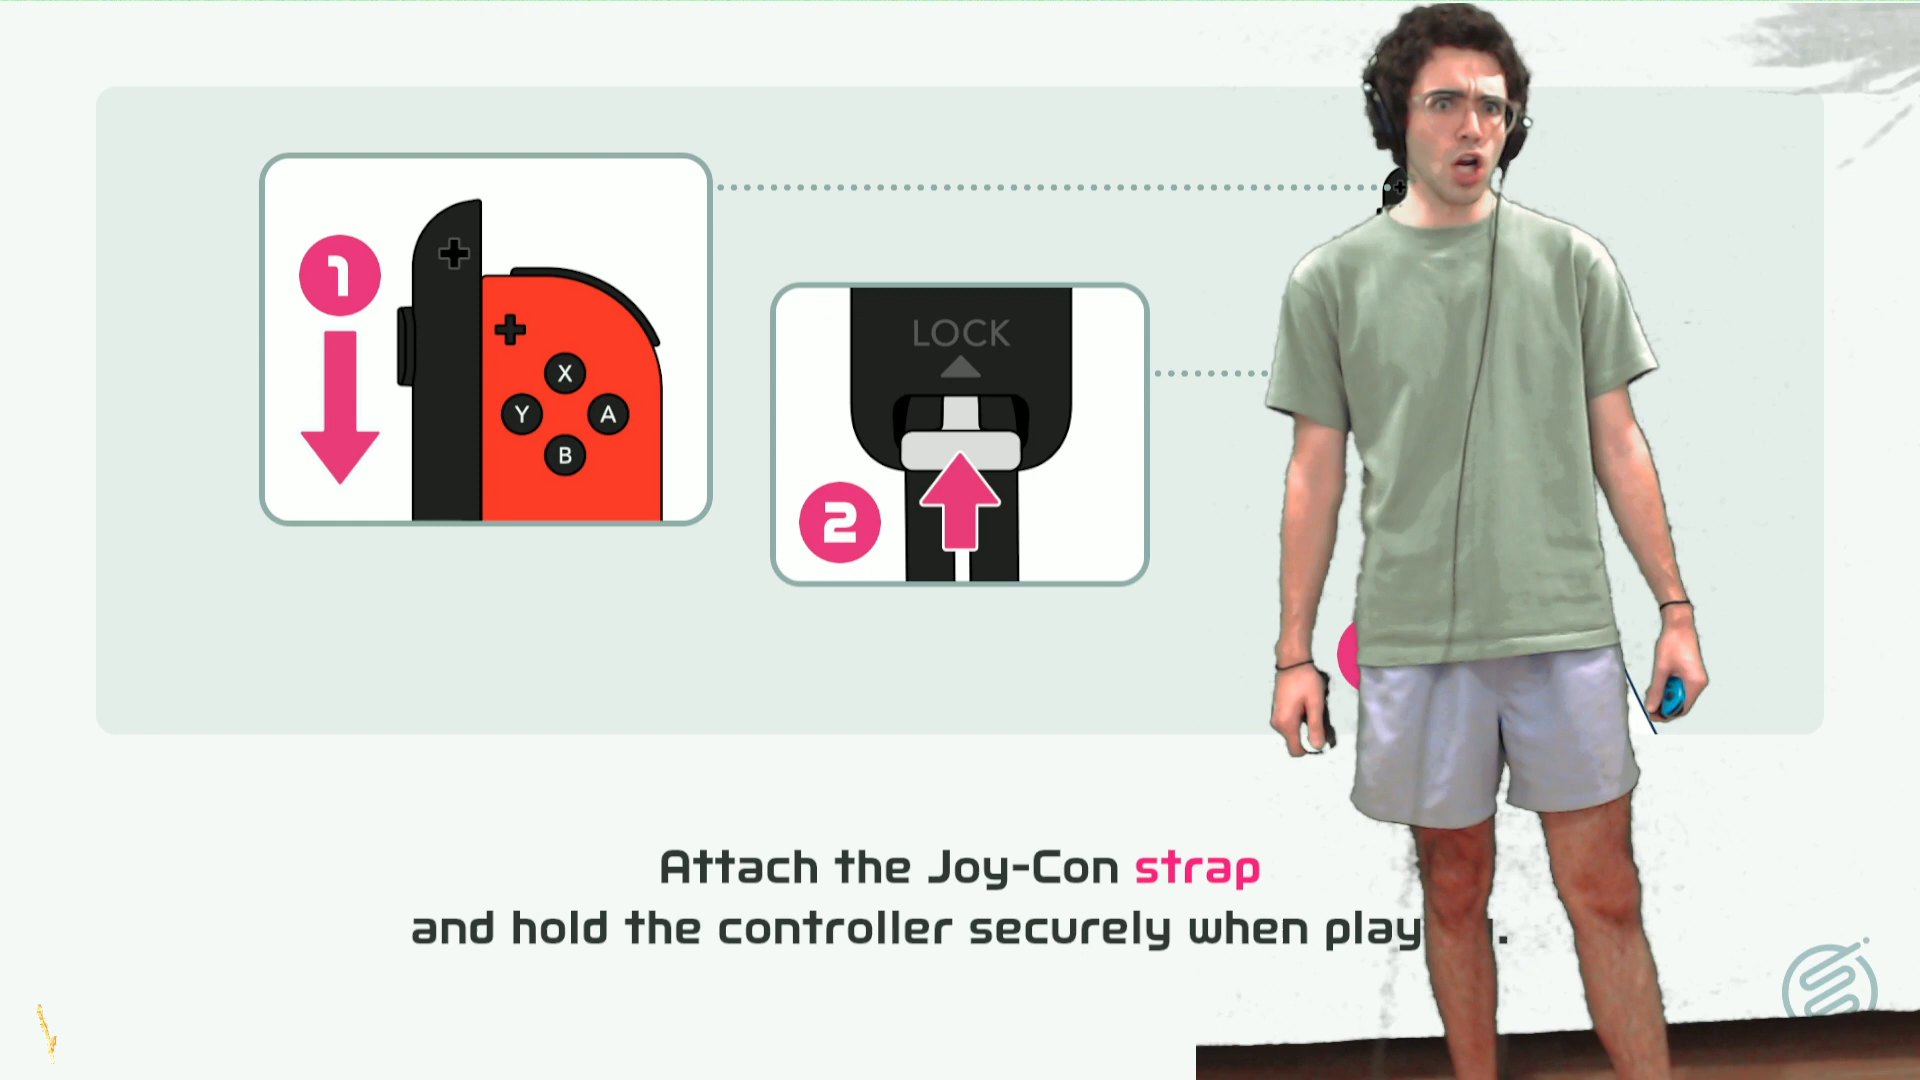 1
X
Y
A
B
LOCK
2
Attach the Joy-Con strap
and hold the controller securely when play